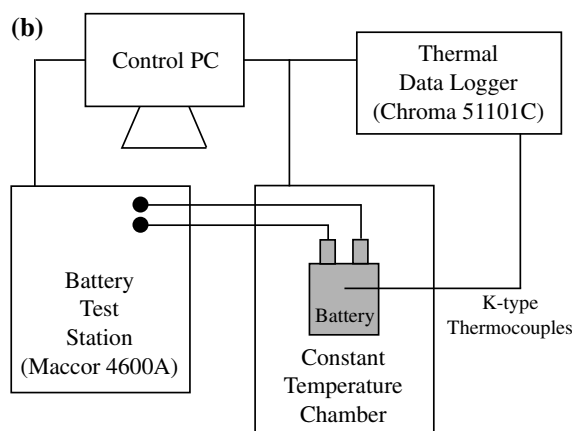 (b)
Control PC
Thermal
Data Logger
(Chroma 51101C)
Battery
Test
Station
(Maccor 4600A)
Battery
Constant
Temperature
Chamber
K-type
Thermocouples